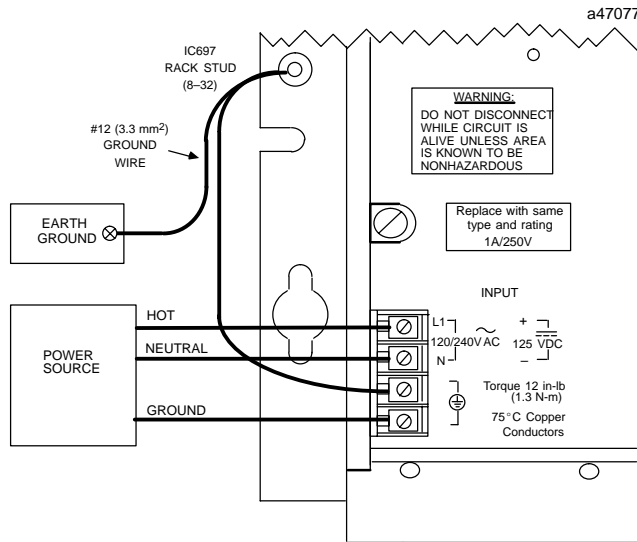 a47077
IC697
RACK STUD
(8–32)
#12 (3.3 mm2)
GROUND
WIRE
WARNING:
DO NOT DISCONNECT
WHILE CIRCUIT IS
ALIVE UNLESS AREA
IS KNOWN TO BE
NONHAZARDOUS
EARTH
GROUND
Replace with same
type and rating
1A/250V
INPUT
POWER
SOURCE
HOT
NEUTRAL
GROUND
L1
120/240V AC
N
+
125 VDC
–
Torque 12 in-lb
(1.3 N-m)
75°C Copper
Conductors